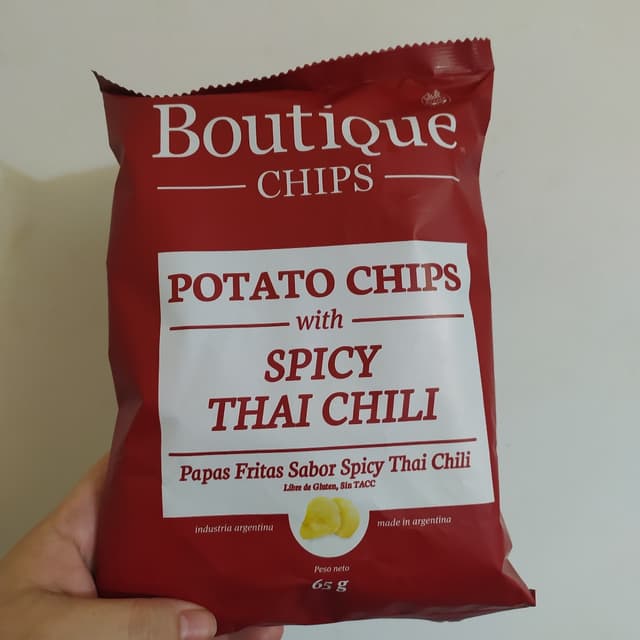 BoutiQue
CHIPS
POTATO CHIPS
with
SPICY
THAI CHILI
Papas Fritas Sabor Spicy Thai Chili
Libre de Gluten, Sin TACC
industria argentina
made in argentina
Peso neto
65 g